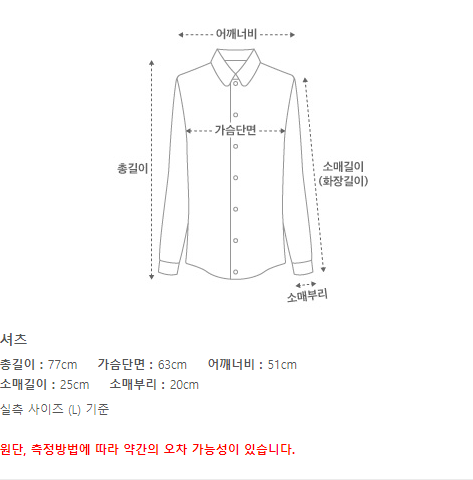 어깨너비
가슴단면
총길이
소매길이
(화장길이)
소매부리
셔츠
총길이 : 77cm 가슴단면 : 63cm 어깨너비 : 51cm
소매길이 : 25cm 소매부리 : 20cm
실측 사이즈 (L) 기준
원단, 측정방법에 따라 약간의 오차 가능성이 있습니다.